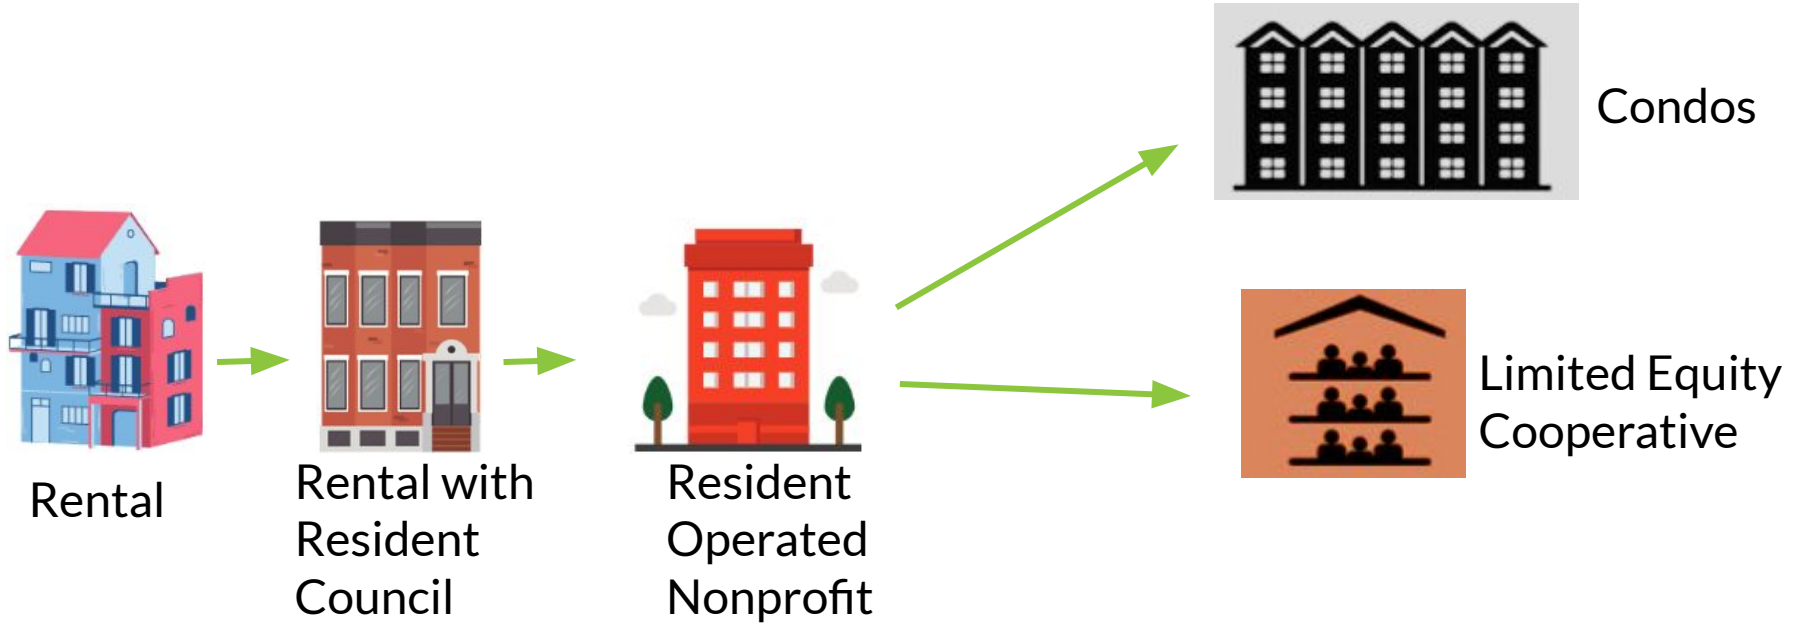 Rental
Rental with
Resident
Council
Resident
Operated
Nonprofit
Condos
Limited Equity
Cooperative